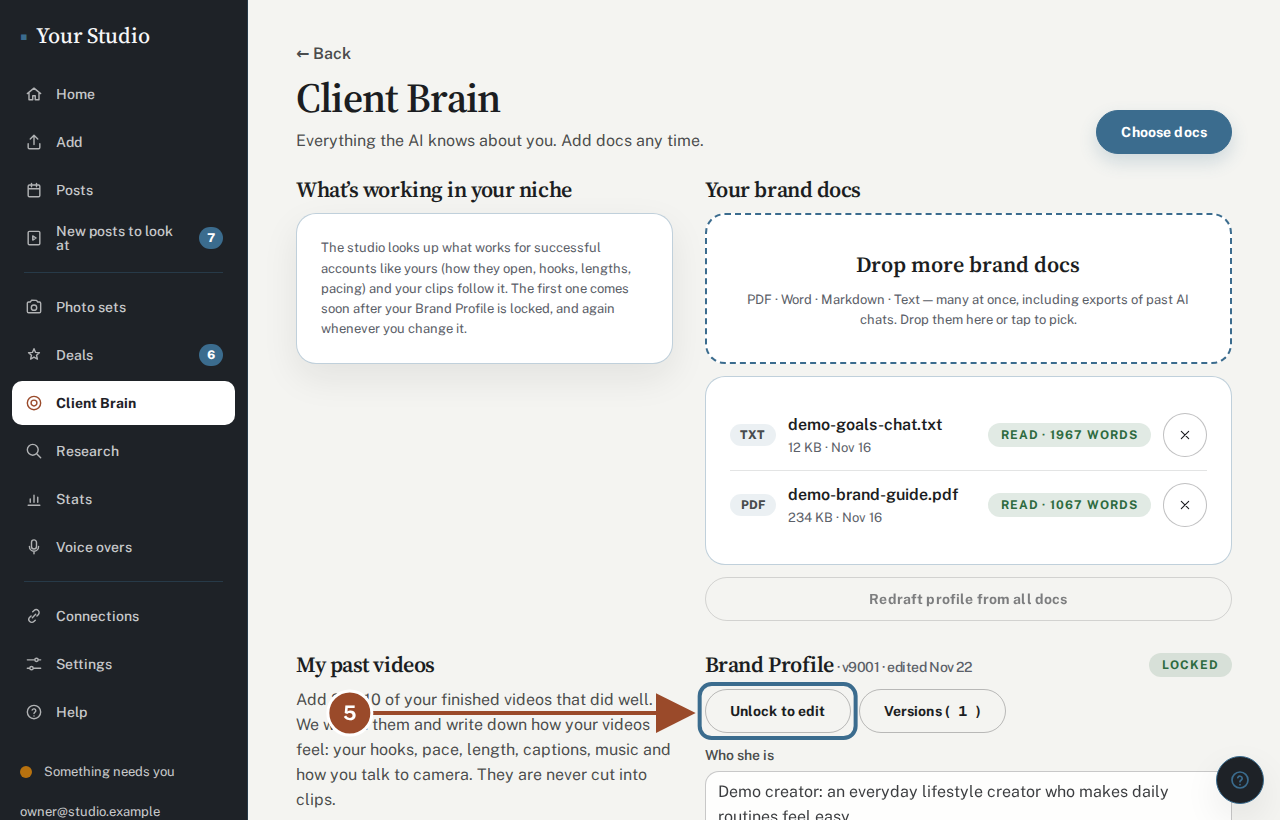 Your Studio
Home
Add
Posts
New posts to look
at
7
Photo sets
Deals
6
Client Brain
Research
Stats
Voice overs
Connections
Settings
Help
Something needs you
owner@studio.example
← Back
Client Brain
Everything the AI knows about you. Add docs any time.
Choose docs
What's working in your niche
The studio looks up what works for successful
accounts like yours (how they open, hooks, lengths,
pacing) and your clips follow it. The first one comes
soon after your Brand Profile is locked, and again
whenever you change it.
Your brand docs
Drop more brand docs
PDF · Word · Markdown · Text — many at once, including exports of past AI
chats. Drop them here or tap to pick.
TXT
demo-goals-chat.txt
12 KB · Nov 16
READ · 1967 WORDS
PDF
demo-brand-guide.pdf
234 KB · Nov 16
READ · 1067 WORDS
Redraft profile from all docs
My past videos
Add 10 of your finished videos that did well.
We them and write down how your videos
feel: your hooks, pace, length, captions, music and
how you talk to camera. They are never cut into
clips.
5
Brand Profile · v9001 · edited Nov 22
LOCKED
Unlock to edit
Versions ( 1 )
Who she is
Demo creator: an everyday lifestyle creator who makes daily
routines feel easy